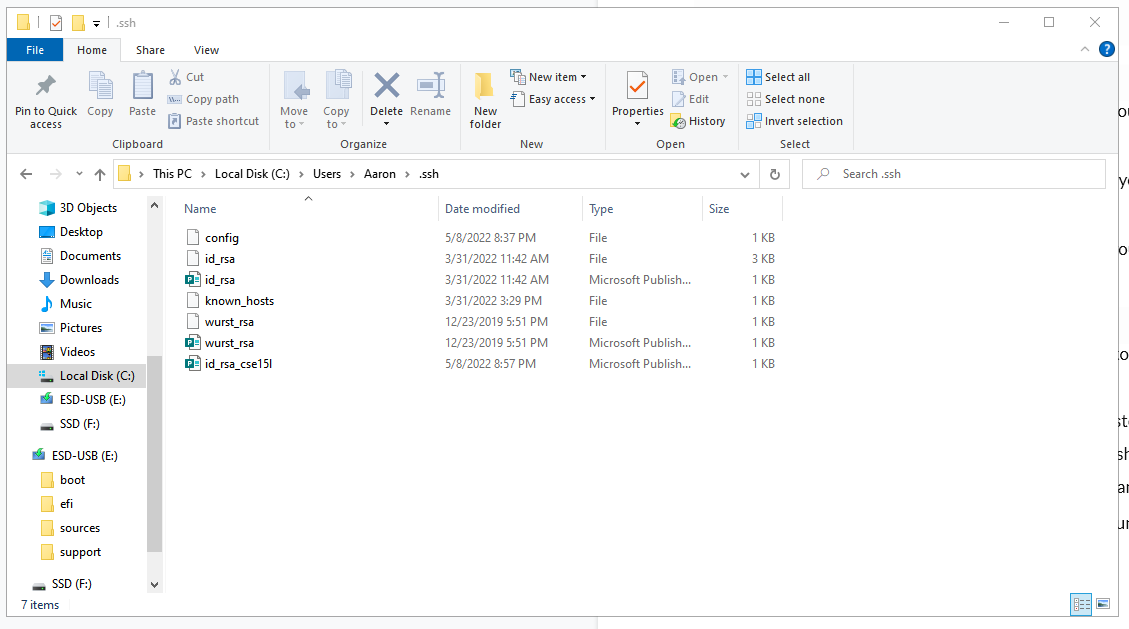 .ssh
File Home Share View
Pin to Quick access
Copy
Paste
Cut
Copy path
Paste shortcut
Clipboard
Move to
Copy to
Delete
Rename
Organize
New folder
New item
Easy access
New
Properties
Open
Edit
History
Open
Select all
Select none
Invert selection
Select
This PC > Local Disk (C:) > Users > Aaron > .ssh
Search .ssh
3D Objects
Desktop
Documents
Downloads
Music
Pictures
Videos
Local Disk (C:)
ESD-USB (E:)
SSD (F:)
ESD-USB (E:)
boot
efi
sources
support
SSD (F:)
Name Date modified Type Size
config 5/8/2022 8:37 PM File 1 KB
id_rsa 3/31/2022 11:42 AM File 3 KB
id_rsa 3/31/2022 11:42 AM Microsoft Publish... 1 KB
known_hosts 3/31/2022 3:29 PM File 1 KB
wurst_rsa 12/23/2019 5:51 PM File 1 KB
wurst_rsa 12/23/2019 5:51 PM Microsoft Publish... 1 KB
id_rsa_cse15l 5/8/2022 8:57 PM Microsoft Publish... 1 KB
7 items